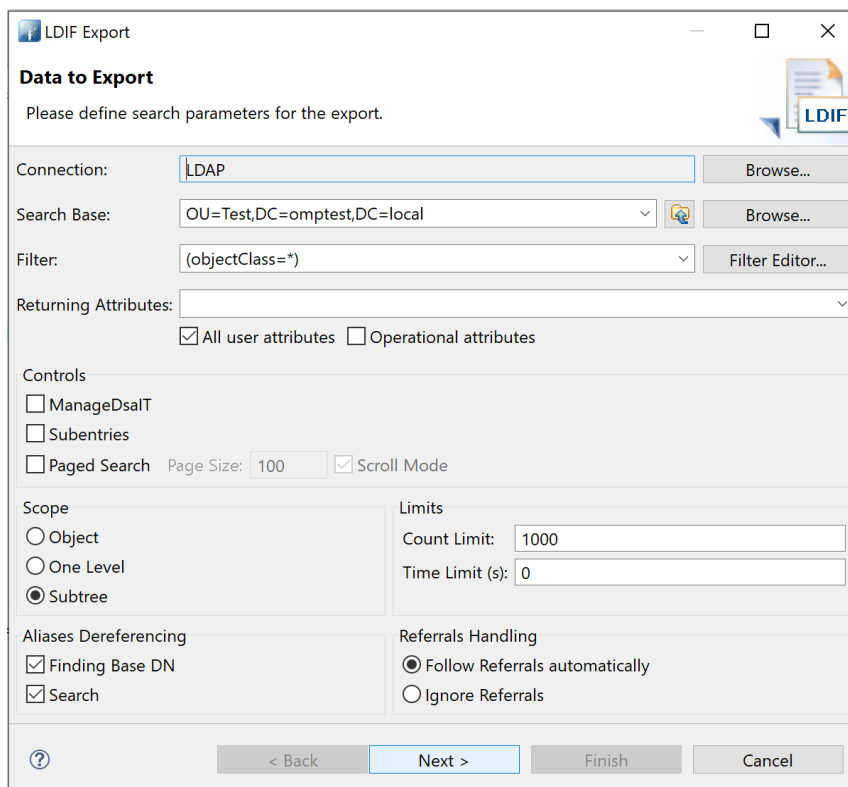 LDIF Export
Data to Export
Please define search parameters for the export.
LDIF
Connection: LDAP Browse...
Search Base: OU=Test,DC=omptest,DC=local Browse...
Filter: (objectClass=*) Filter Editor...
Returning Attributes:
All user attributes Operational attributes
Controls
ManageDsaIT
Subentries
Paged Search Page Size: 100 Scroll Mode
Scope Limits
Object Count Limit: 1000
One Level Time Limit (s): 0
Subtree
Aliases Dereferencing Referrals Handling
Finding Base DN Follow Referrals automatically
Search Ignore Referrals
? < Back Next > Finish Cancel